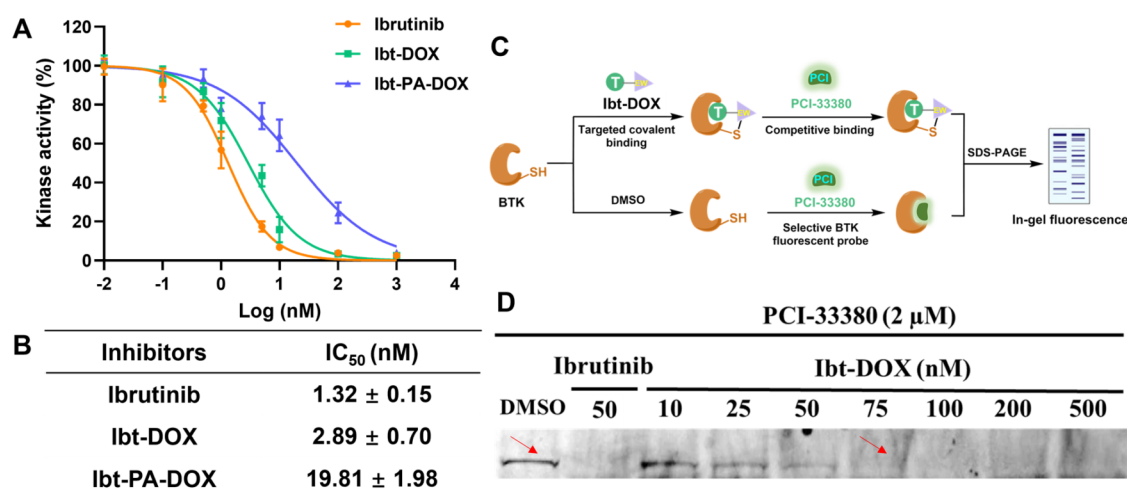 A
Ibrutinib
Ibt-DOX
Ibt-PA-DOX
Kinase activity (%)
120
100
80
60
40
20
0
-2 -1 0 1 2 3
Log (nM)
B
Inhibitors IC50 (nM)
Ibrutinib 1.32 ± 0.15
Ibt-DOX 2.89 ± 0.70
Ibt-PA-DOX 19.81 ± 1.98
C
T
Ibt-DOX
Targeted covalent
binding
T
S
PCI
PCI-33380
Competitive binding
T
S
SH
BTK
DMSO
SH
PCI
PCI-33380
Selective BTK
fluorescent probe
SDS-PAGE
In-gel fluorescence
D
PCI-33380 (2 µM)
Ibrutinib Ibt-DOX (nM)
DMSO 50 10 25 50 75 100 200 500